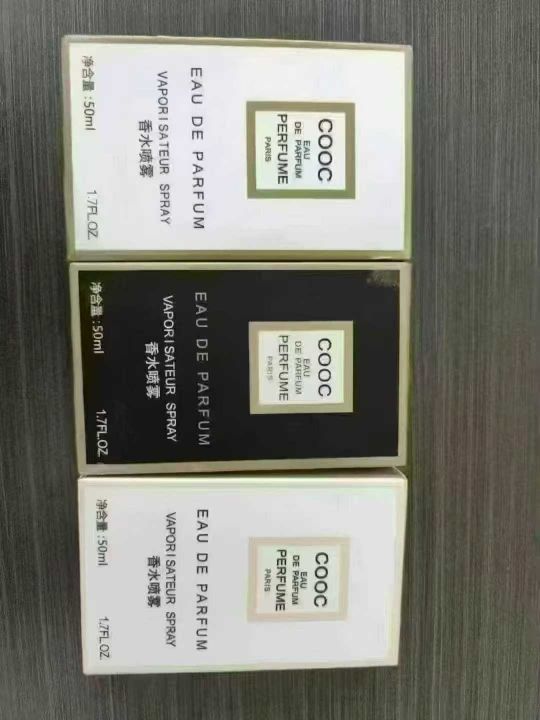 COOC
EAU
DE PARFUM
PERFUME
PARIS
EAU DE PARFUM
VAPORISATEUR SPRAY
香水喷雾
净含量:50ml
1.7FL.OZ.
COOC
EAU
DE PARFUM
PERFUME
PARIS
EAU DE PARFUM
VAPORISATEUR SPRAY
香水喷雾
净含量:50ml
1.7FL.OZ.
COOC
EAU
DE PARFUM
PERFUME
PARIS
EAU DE PARFUM
VAPORISATEUR SPRAY
香水喷雾
净含量:50ml
1.7FL.OZ.